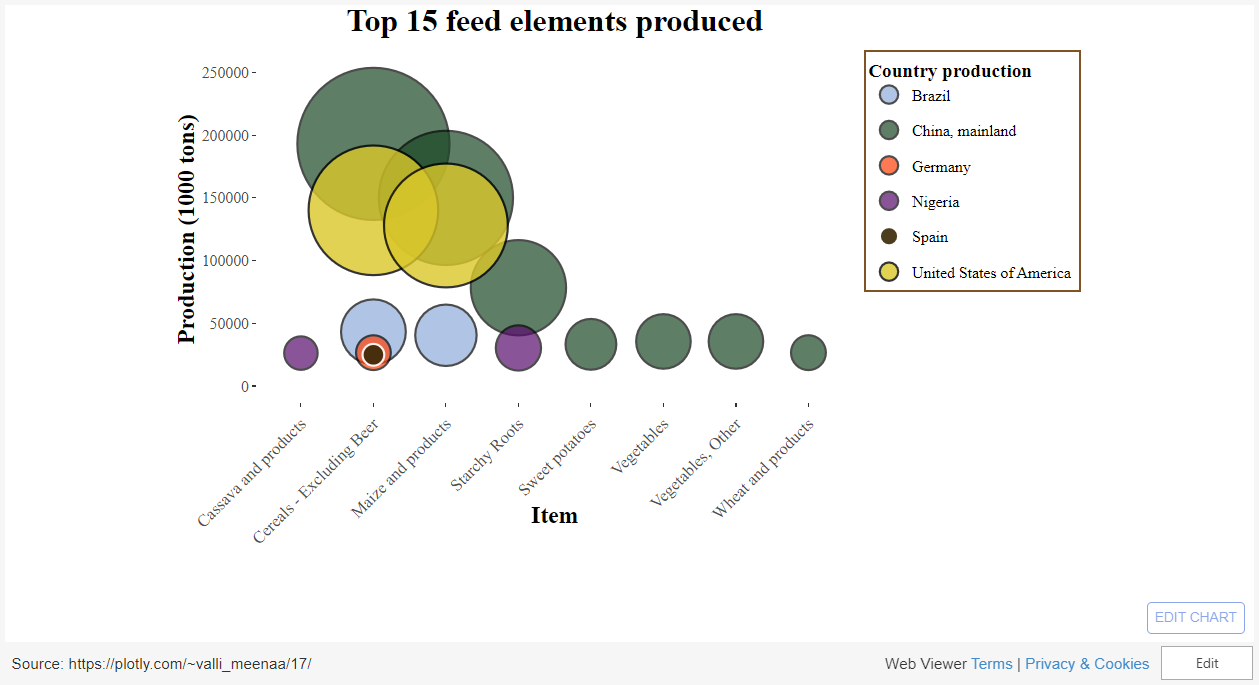 Top 15 feed elements produced
Production (1000 tons)
250000
200000
150000
100000
50000
0
Cassava and products
Cereals - Excluding Beer
Maize and products
Starchy Roots
Sweet potatoes
Vegetables
Vegetables, Other
Wheat and products
Item
Country production
Brazil
China, mainland
Germany
Nigeria
Spain
United States of America
EDIT CHART
Source: https://plotly.com/~valli_meenaa/17/
Web Viewer Terms | Privacy & Cookies
Edit